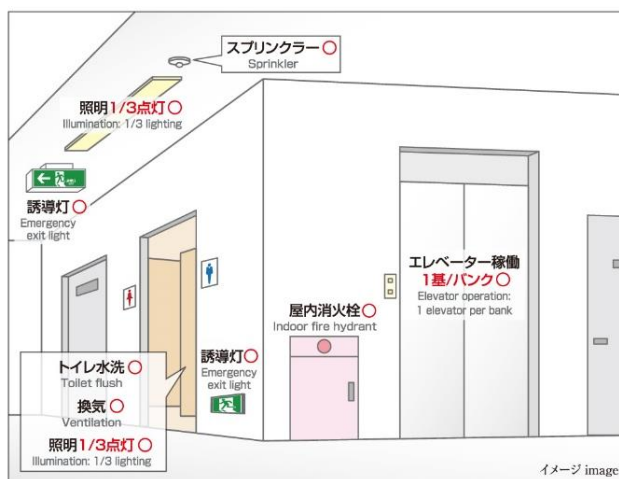 スプリンクラー○
Sprinkler
照明1/3点灯○
Illumination: 1/3 lighting
誘導灯○
Emergency
exit light
エレベーター稼働
1基/バンク○
Elevator operation:
1 elevator per bank
屋内消火栓○
Indoor fire hydrant
誘導灯○
Emergency
exit light
トイレ水洗○
Toilet flush
換気○
Ventilation
照明1/3点灯○
Illumination: 1/3 lighting
イメージ image